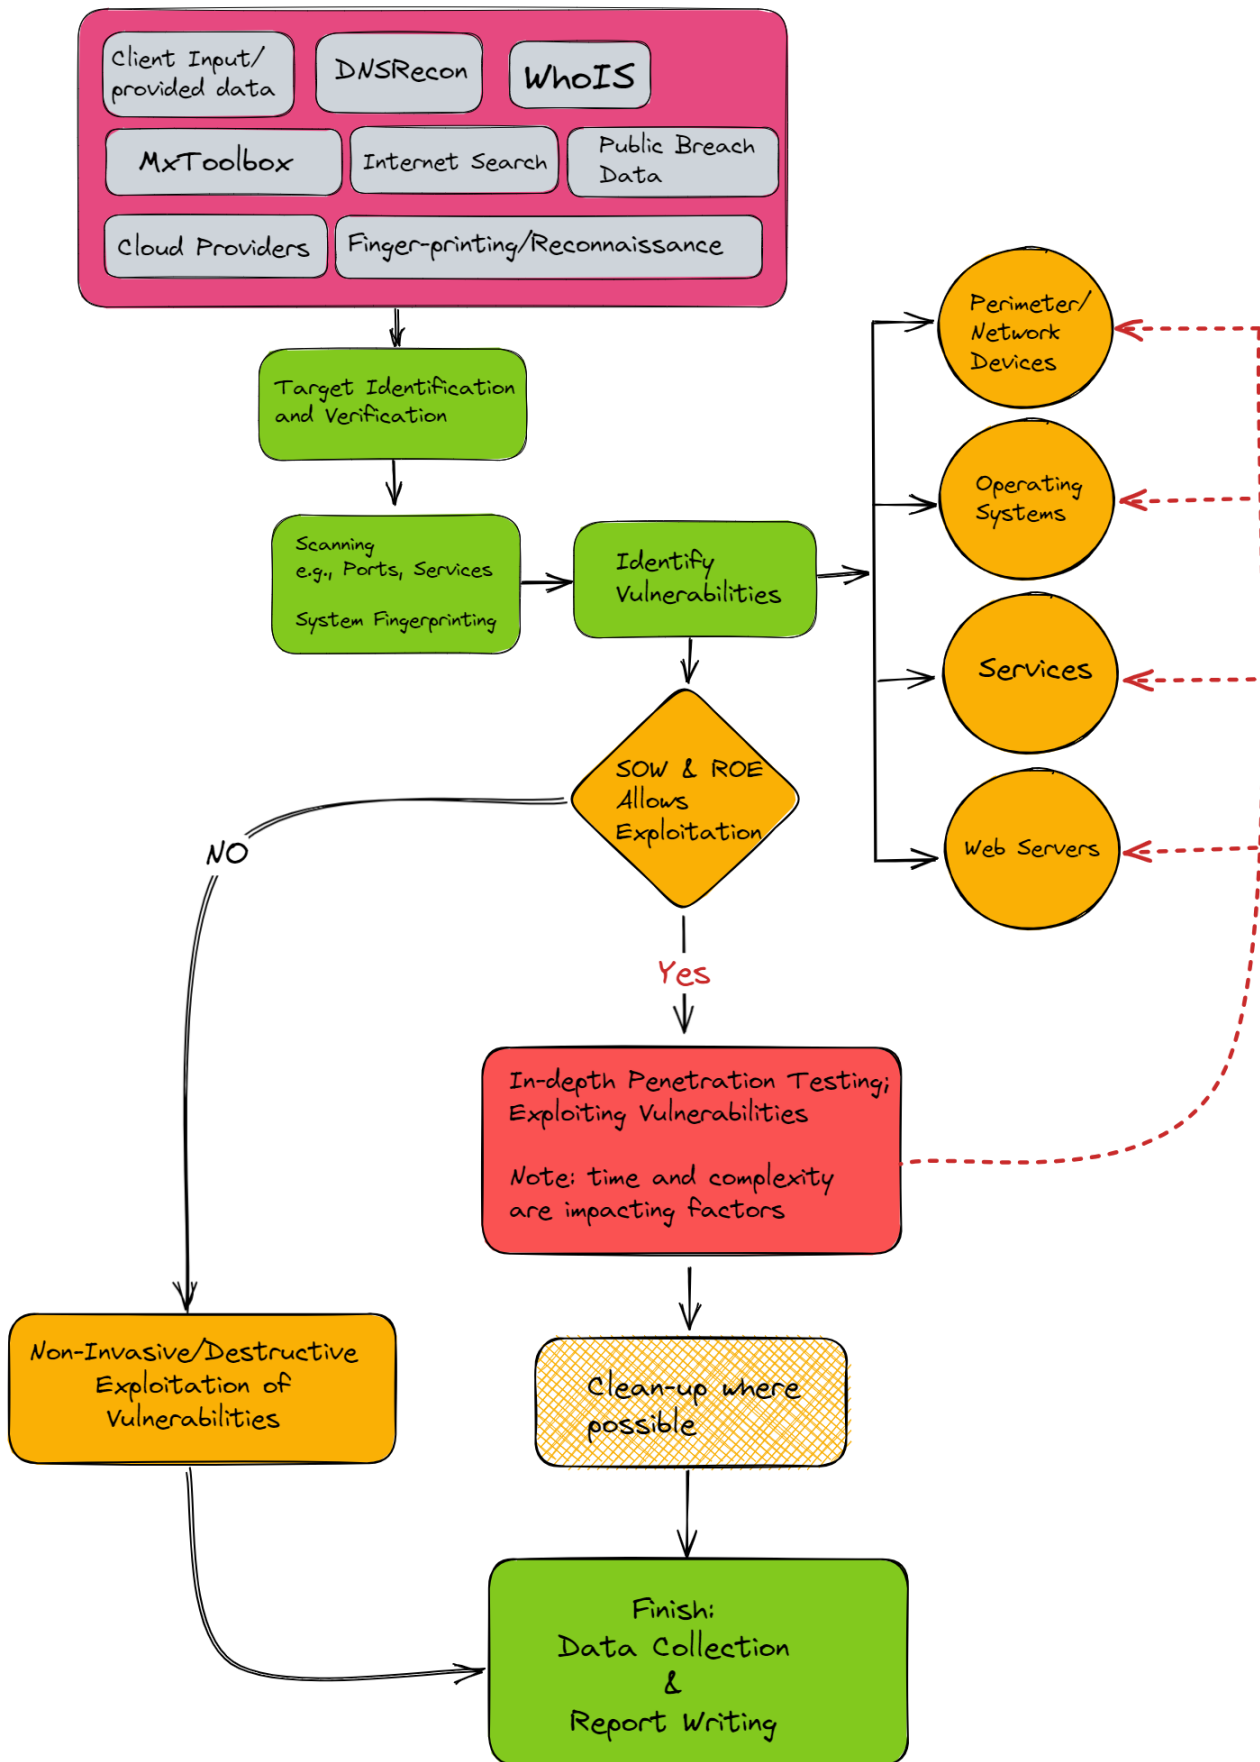 Client Input/
provided data
DNSRecon
WhoIS
MxToolbox
Internet Search
Public Breach
Data
Cloud Providers
Finger-printing/Reconnaissance
Target Identification
and Verification
Scanning
e.g., Ports, Services
System Fingerprinting
Identify
Vulnerabilities
Perimeter/
Network
Devices
Operating
Systems
Services
Web Servers
SOW & ROE
Allows
Exploitation
NO
Yes
In-depth Penetration Testing;
Exploiting Vulnerabilities
Note: time and complexity
are impacting factors
Non-Invasive/Destructive
Exploitation of
Vulnerabilities
Clean-up where
possible
Finish:
Data Collection
&
Report Writing